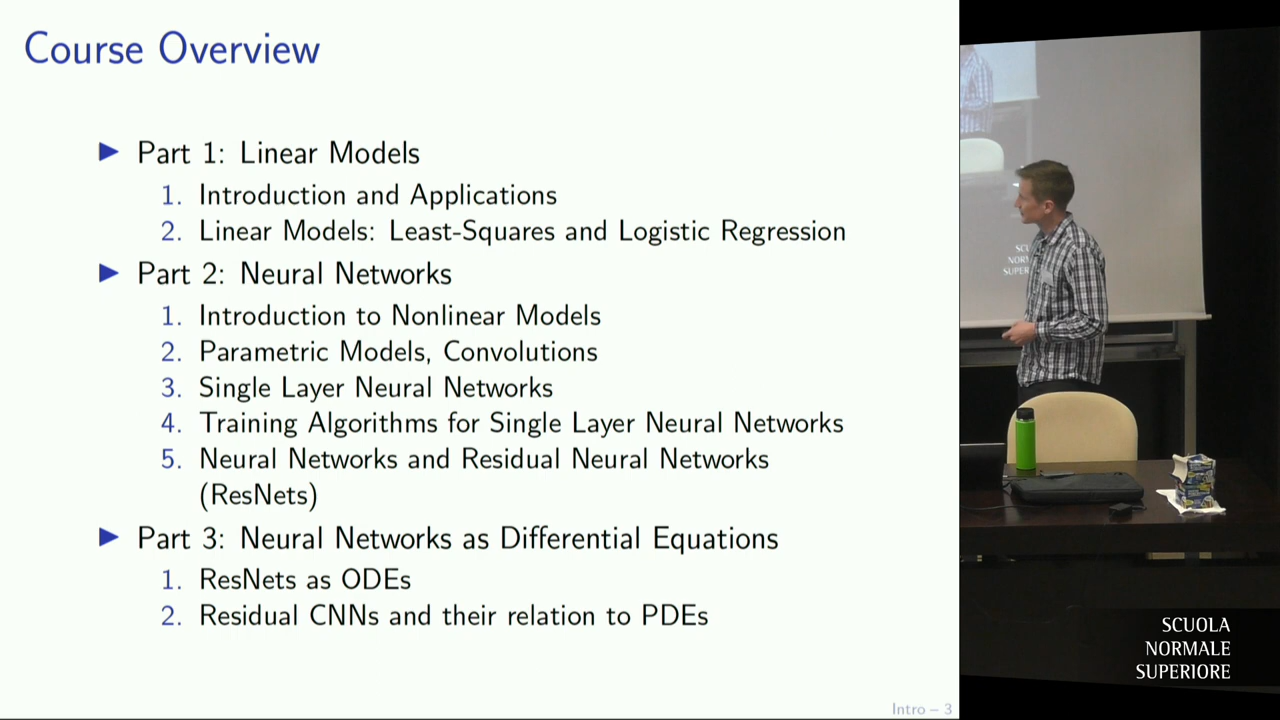 Course Overview
Part 1: Linear Models
1. Introduction and Applications
2. Linear Models: Least-Squares and Logistic Regression
Part 2: Neural Networks
1. Introduction to Nonlinear Models
2. Parametric Models, Convolutions
3. Single Layer Neural Networks
4. Training Algorithms for Single Layer Neural Networks
5. Neural Networks and Residual Neural Networks
(ResNets)
Part 3: Neural Networks as Differential Equations
1. ResNets as ODEs
2. Residual CNNs and their relation to PDEs
Intro – 3
SCUOLA
NORMALE
SUPERIORE